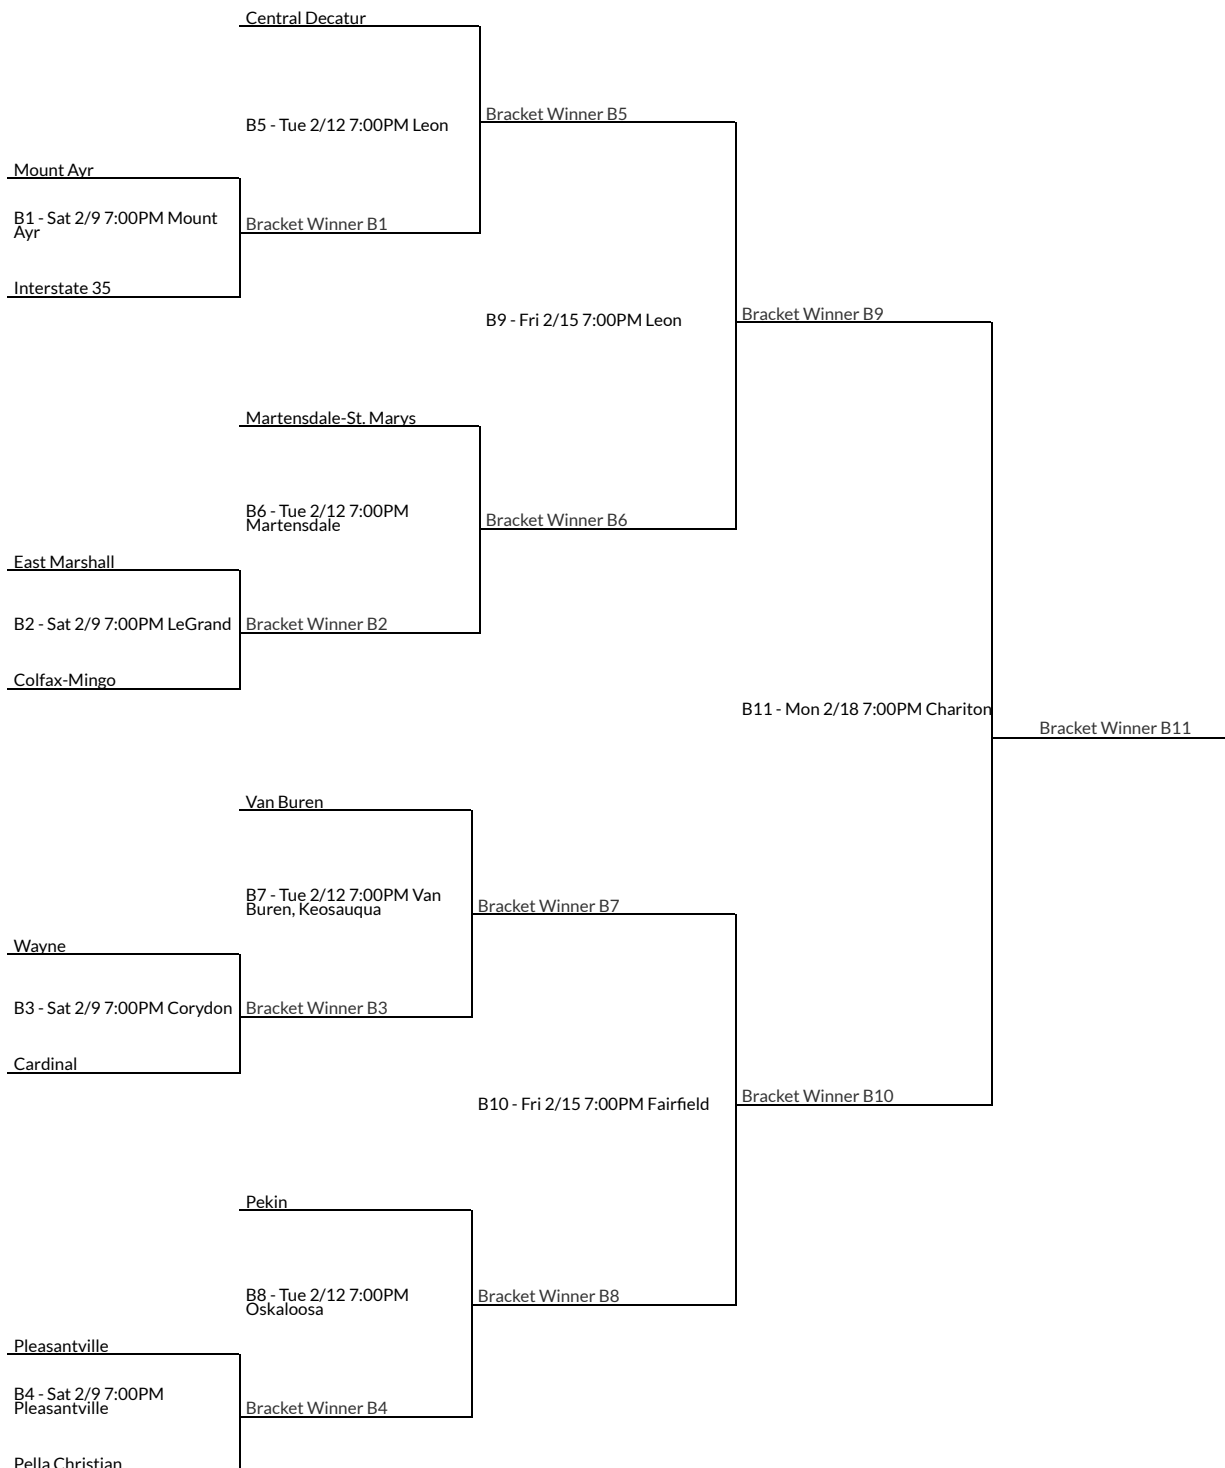 Central Decatur
Bracket Winner B5
B5 - Tue 2/12 7:00PM Leon
Mount Ayr
B1 - Sat 2/9 7:00PM Mount
Ayr
Bracket Winner B1
Interstate 35
Bracket Winner B9
B9 - Fri 2/15 7:00PM Leon
Martensdale-St. Marys
B6 - Tue 2/12 7:00PM
Martensdale
Bracket Winner B6
East Marshall
B2 - Sat 2/9 7:00PM LeGrand
Bracket Winner B2
Colfax-Mingo
B11 - Mon 2/18 7:00PM Chariton
Bracket Winner B11
Van Buren
B7 - Tue 2/12 7:00PM Van
Buren, Keosauqua
Bracket Winner B7
Wayne
B3 - Sat 2/9 7:00PM Corydon
Bracket Winner B3
Cardinal
Bracket Winner B10
B10 - Fri 2/15 7:00PM Fairfield
Pekin
B8 - Tue 2/12 7:00PM
Oskaloosa
Bracket Winner B8
Pleasantville
B4 - Sat 2/9 7:00PM
Pleasantville
Bracket Winner B4
Pella Christian